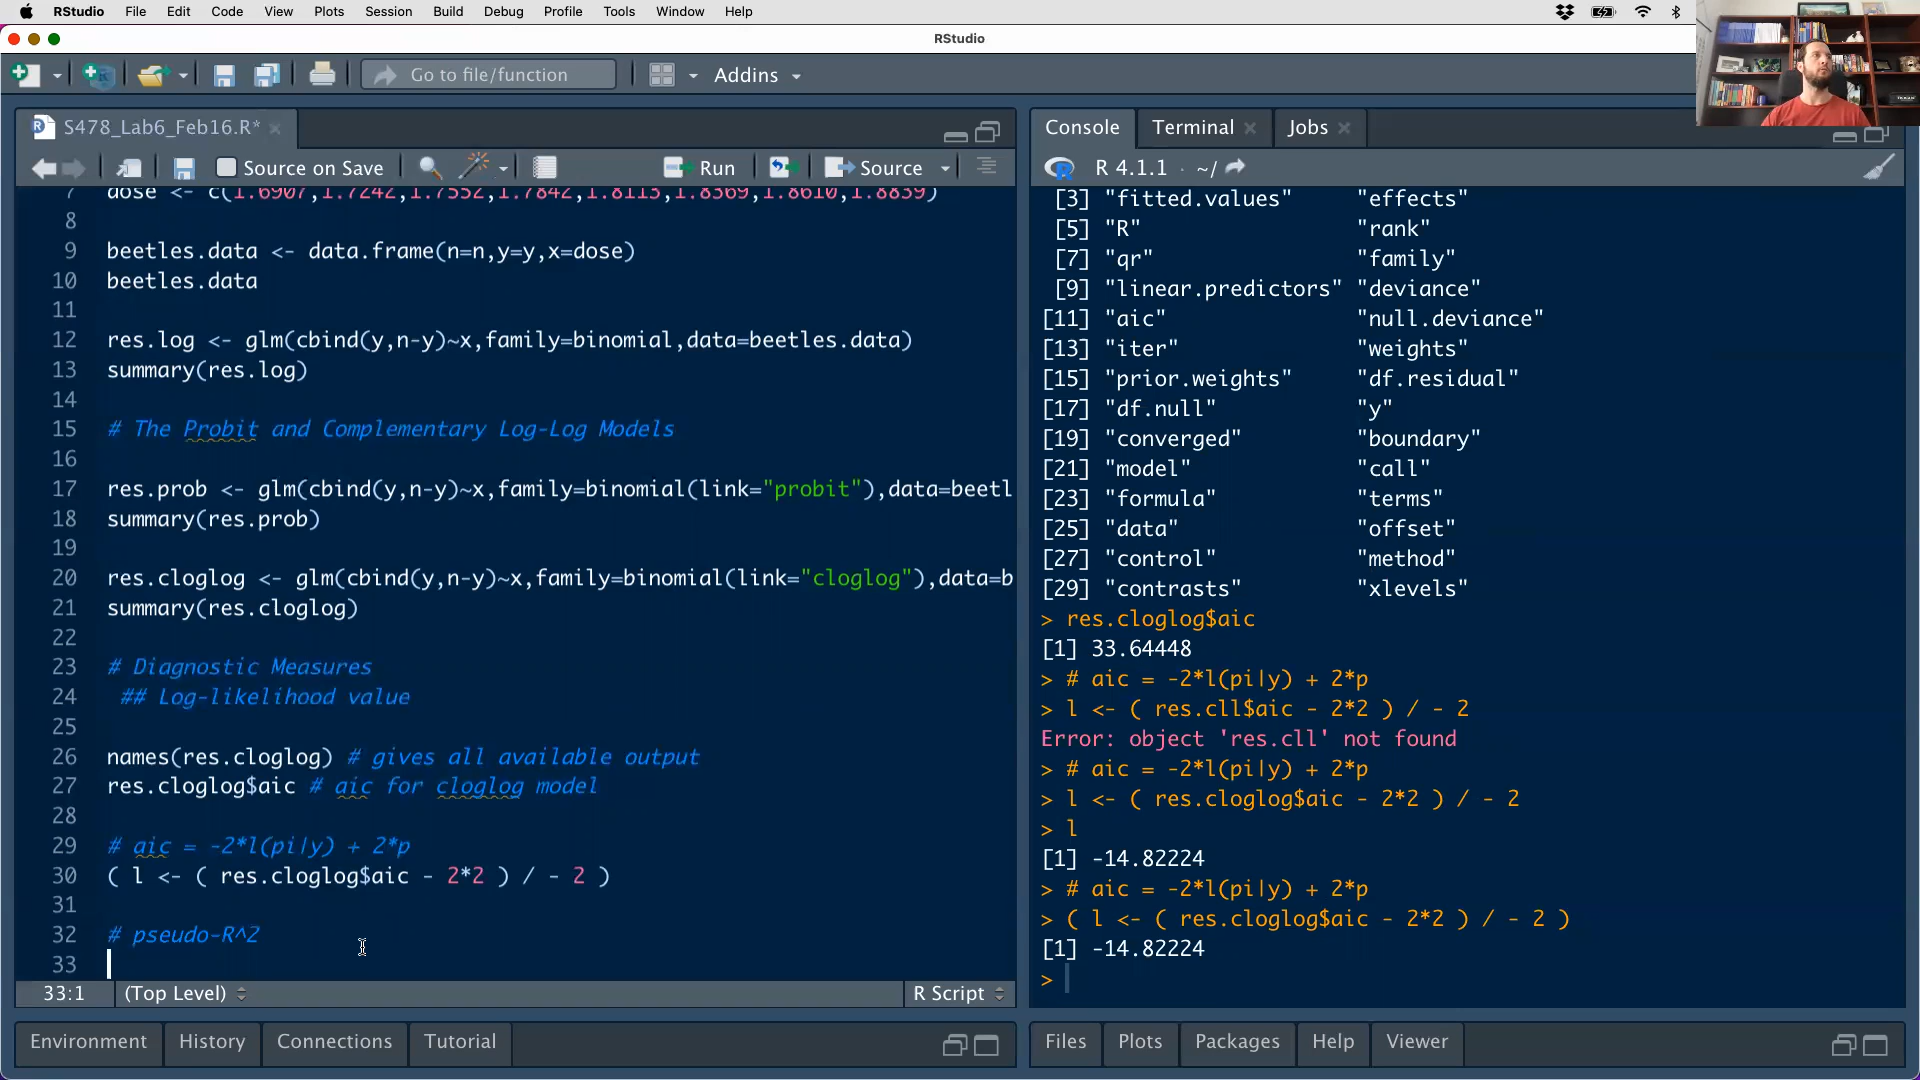 RStudio File Edit Code View Plots Session Build Debug Profile Tools Window Help
RStudio
Go to file/function Addins
S478_Lab6_Feb16.R*
Source on Save Run Source
7 dose <- c(1.6907,1.7242,1.7552,1.7842,1.8113,1.8369,1.8610,1.8839)
8
9 beetles.data <- data.frame(n=n,y=y,x=dose)
10 beetles.data
11
12 res.log <- glm(cbind(y,n-y)~x,family=binomial,data=beetles.data)
13 summary(res.log)
14
15 # The Probit and Complementary Log-Log Models
16
17 res.prob <- glm(cbind(y,n-y)~x,family=binomial(link="probit"),data=beetl
18 summary(res.prob)
19
20 res.cloglog <- glm(cbind(y,n-y)~x,family=binomial(link="cloglog"),data=b
21 summary(res.cloglog)
22
23 # Diagnostic Measures
24 ## Log-likelihood value
25
26 names(res.cloglog) # gives all available output
27 res.cloglog$aic # aic for cloglog model
28
29 # aic = -2*l(pi|y) + 2*p
30 ( l <- ( res.cloglog$aic - 2*2 ) / - 2 )
31
32 # pseudo-R^2
33
33:1 (Top Level) R Script
Environment History Connections Tutorial
Console Terminal Jobs
R 4.1.1 · ~/
[3] "fitted.values" "effects"
[5] "R" "rank"
[7] "qr" "family"
[9] "linear.predictors" "deviance"
[11] "aic" "null.deviance"
[13] "iter" "weights"
[15] "prior.weights" "df.residual"
[17] "df.null" "y"
[19] "converged" "boundary"
[21] "model" "call"
[23] "formula" "terms"
[25] "data" "offset"
[27] "control" "method"
[29] "contrasts" "xlevels"
> res.cloglog$aic
[1] 33.64448
> # aic = -2*l(pi|y) + 2*p
> l <- ( res.cll$aic - 2*2 ) / - 2
Error: object 'res.cll' not found
> # aic = -2*l(pi|y) + 2*p
> l <- ( res.cloglog$aic - 2*2 ) / - 2
> l
[1] -14.82224
> # aic = -2*l(pi|y) + 2*p
> ( l <- ( res.cloglog$aic - 2*2 ) / - 2 )
[1] -14.82224
>
Files Plots Packages Help Viewer